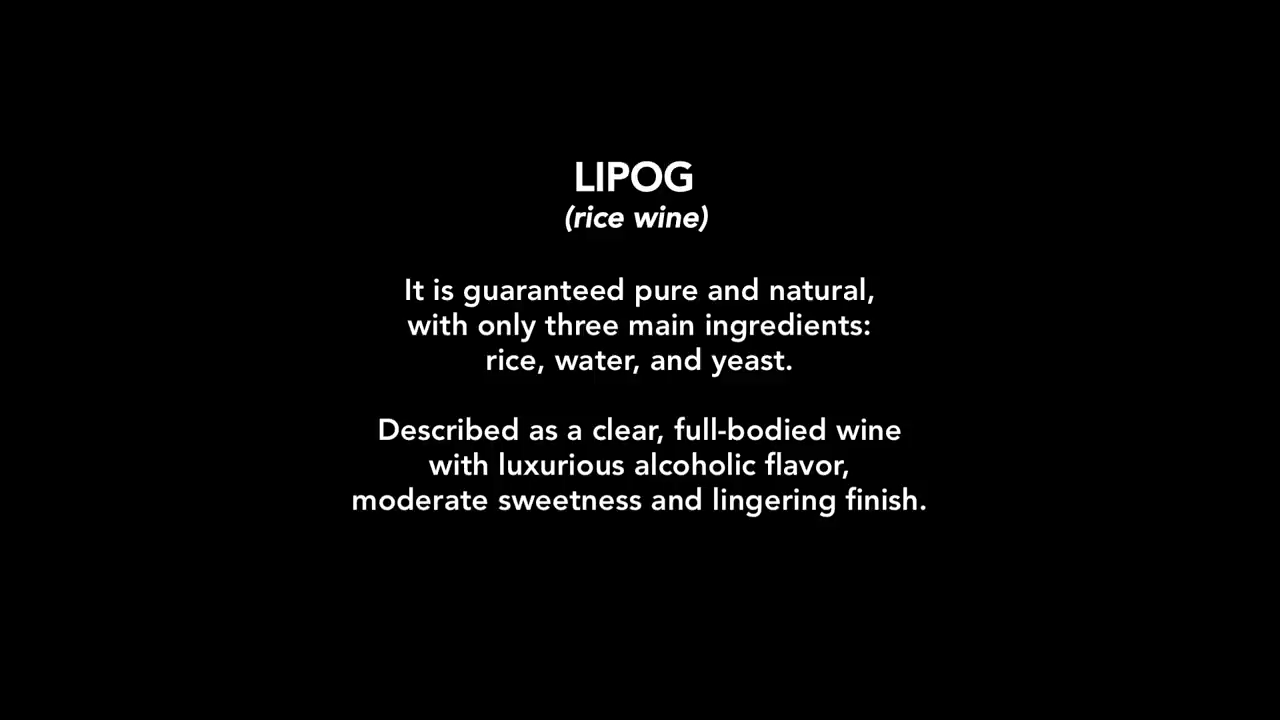 LIPOG
(rice wine)
It is guaranteed pure and natural,
with only three main ingredients:
rice, water, and yeast.
Described as a clear, full-bodied wine
with luxurious alcoholic flavor,
moderate sweetness and lingering finish.